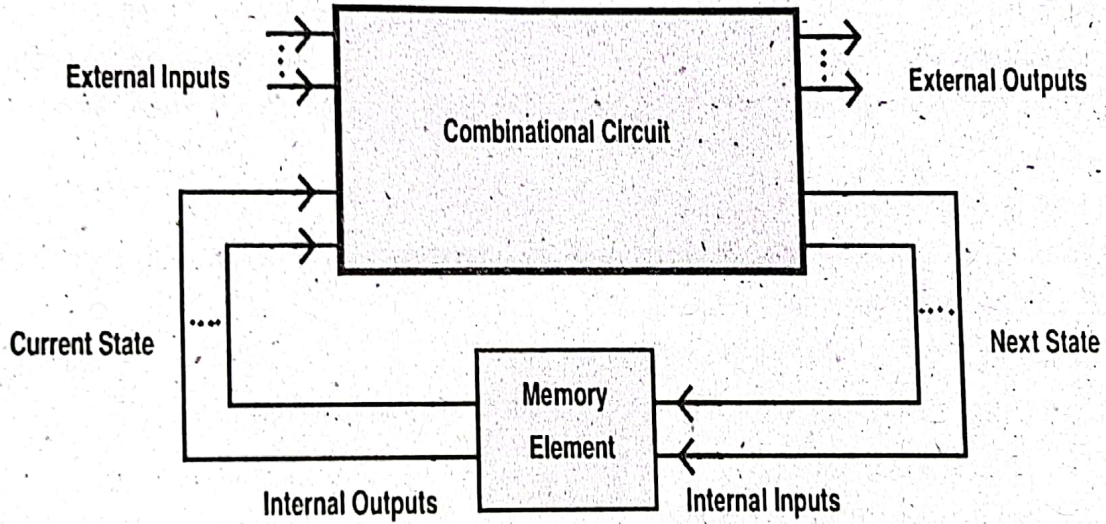 External Inputs
External Outputs
Combinational Circuit
Current State
Next State
Memory
Element
Internal Outputs
Internal Inputs